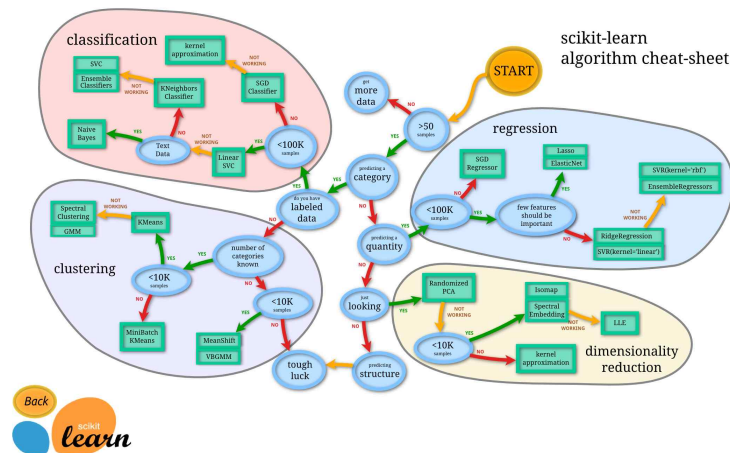 scikit-learn
algorithm cheat-sheet
START
get
more
data
NO
>50
samples
YES
predicting a
category
YES
NO
do you have
labeled
data
YES
NO
predicting a
quantity
YES
NO
just
looking
YES
NO
predicting
structure
tough
luck
classification
kernel
approximation
NOT
WORKING
SGD
Classifier
NO
<100K
samples
YES
Linear
SVC
NOT
WORKING
Text
Data
YES
Naive
Bayes
NO
KNeighbors
Classifier
NOT
WORKING
SVC
Ensemble
Classifiers
regression
SGD
Regressor
NO
<100K
samples
YES
few features
should be
important
YES
Lasso
ElasticNet
NO
RidgeRegression
SVR(kernel='linear')
NOT
WORKING
SVR(kernel='rbf')
EnsembleRegressors
clustering
number of
categories
known
YES
NO
<10K
samples
YES
KMeans
NOT
WORKING
Spectral
Clustering
GMM
NO
MiniBatch
KMeans
<10K
samples
YES
MeanShift
VBGMM
NO
dimensionality
reduction
Randomized
PCA
NOT
WORKING
<10K
samples
YES
Isomap
Spectral
Embedding
NOT
WORKING
LLE
NO
kernel
approximation
Back
scikit
learn